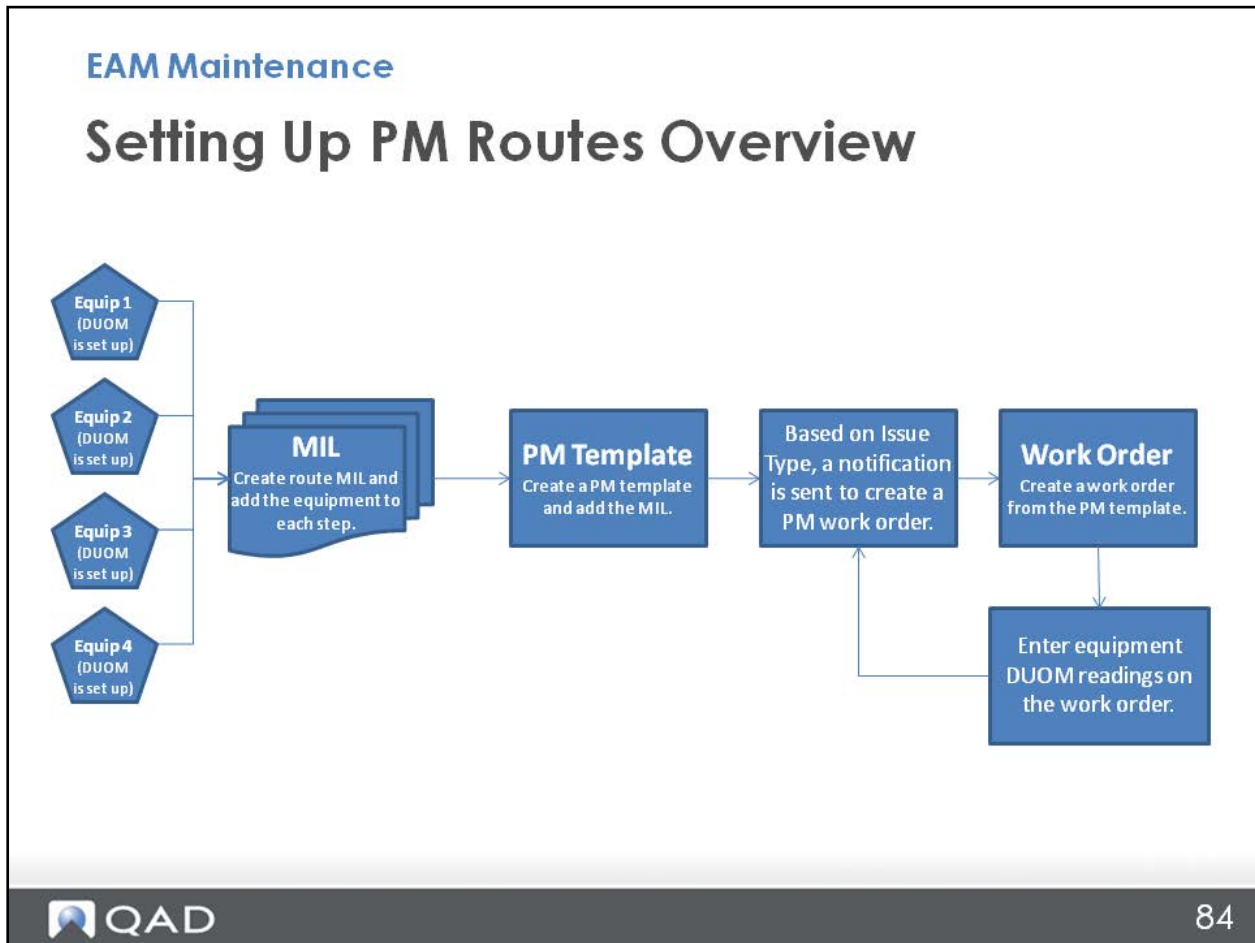 EAM Maintenance
Setting Up PM Routes Overview
Equip 1
(DUOM
is set up)
Equip 2
(DUOM
is set up)
Equip 3
(DUOM
is set up)
Equip 4
(DUOM
is set up)
MIL
Create route MIL and
add the equipment to
each step.
PM Template
Create a PM template
and add the MIL.
Based on Issue
Type, a notification
is sent to create a
PM work order.
Work Order
Create a work order
from the PM template.
Enter equipment
DUOM readings on
the work order.
QAD
84